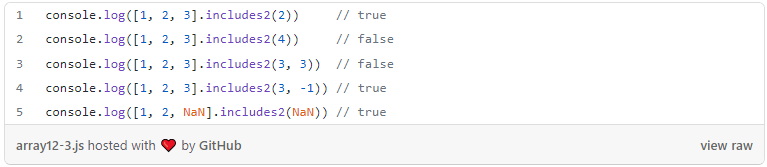 1 console.log([1, 2, 3].includes2(2)) // true
2 console.log([1, 2, 3].includes2(4)) // false
3 console.log([1, 2, 3].includes2(3, 3)) // false
4 console.log([1, 2, 3].includes2(3, -1)) // true
5 console.log([1, 2, NaN].includes2(NaN)) // true
array12-3.js hosted with ❤ by GitHub view raw